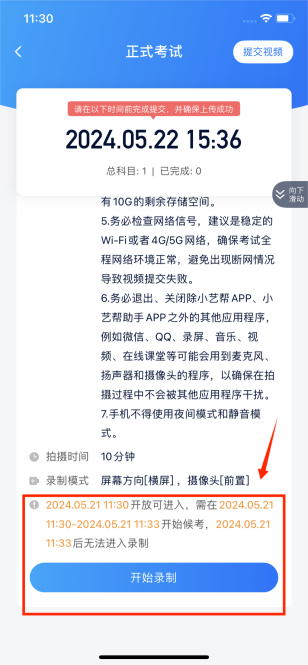 11:30
正式考试
提交视频
请在以下时间前完成提交，并确保上传成功
2024.05.22 15:36
总科目: 1 | 已完成: 0
向下
滑动
有10G的剩余存储空间。
5.务必检查网络信号，建议是稳定的
Wi-Fi或者4G/5G网络，确保考试全
程网络环境正常，避免出现断网情况
导致视频提交失败。
6.务必退出、关闭除小艺帮APP、小
艺帮助手APP之外的其他应用程序，
例如微信、QQ、录屏、音乐、视
频、在线课堂等可能会用到麦克风、
扬声器和摄像头的程序，以确保在拍
摄过程中不会被其他应用程序干扰。
7.手机不得使用夜间模式和静音模
式。
拍摄时间 10分钟
录制模式 屏幕方向[横屏]，摄像头[前置]
2024.05.21 11:30开放可进入，需在2024.05.21
11:30-2024.05.21 11:33开始候考，2024.05.21
11:33后无法进入录制
开始录制